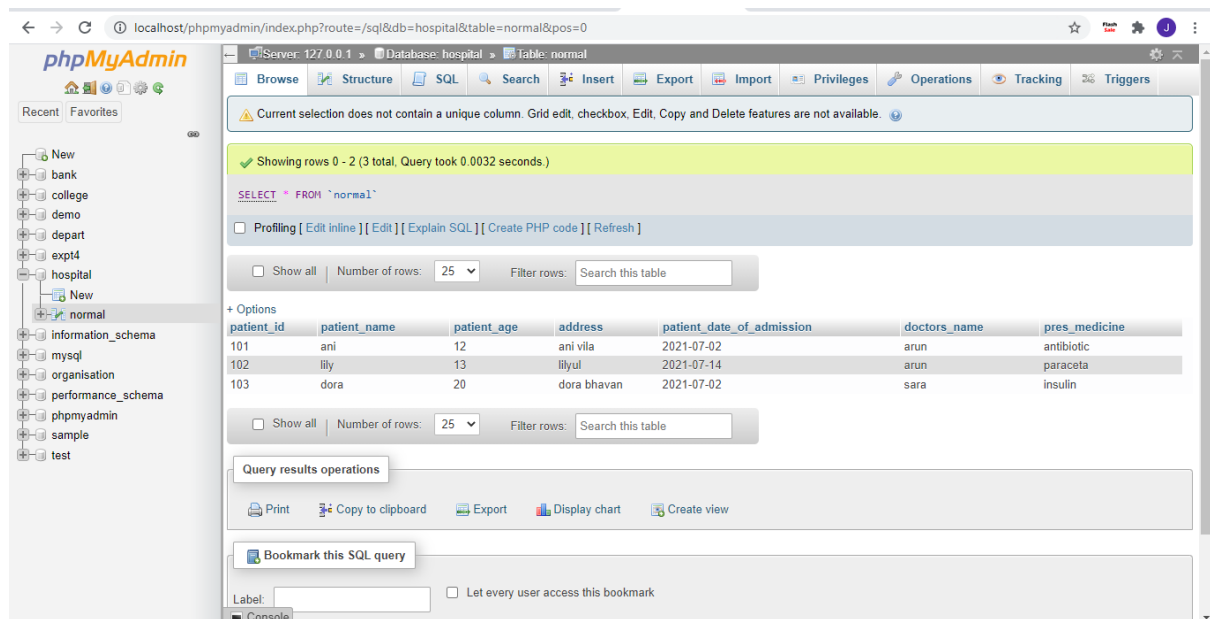 localhost/phpmyadmin/index.php?route=/sql&db=hospital&table=normal&pos=0
Flash
Sale
J
phpMyAdmin
Recent Favorites
New
bank
college
demo
depart
expt4
hospital
New
normal
information_schema
mysql
organisation
performance_schema
phpmyadmin
sample
test
Server: 127.0.0.1 » Database: hospital » Table: normal
Browse Structure SQL Search Insert Export Import Privileges Operations Tracking Triggers
Current selection does not contain a unique column. Grid edit, checkbox, Edit, Copy and Delete features are not available.
Showing rows 0 - 2 (3 total, Query took 0.0032 seconds.)
SELECT * FROM `normal`
Profiling [ Edit inline ] [ Edit ] [ Explain SQL ] [ Create PHP code ] [ Refresh ]
Show all | Number of rows: 25 Filter rows: Search this table
+ Options
patient_id patient_name patient_age address patient_date_of_admission doctors_name pres_medicine
101 ani 12 ani vila 2021-07-02 arun antibiotic
102 lily 13 lilyul 2021-07-14 arun paraceta
103 dora 20 dora bhavan 2021-07-02 sara insulin
Show all | Number of rows: 25 Filter rows: Search this table
Query results operations
Print Copy to clipboard Export Display chart Create view
Bookmark this SQL query
Label: Let every user access this bookmark
Console